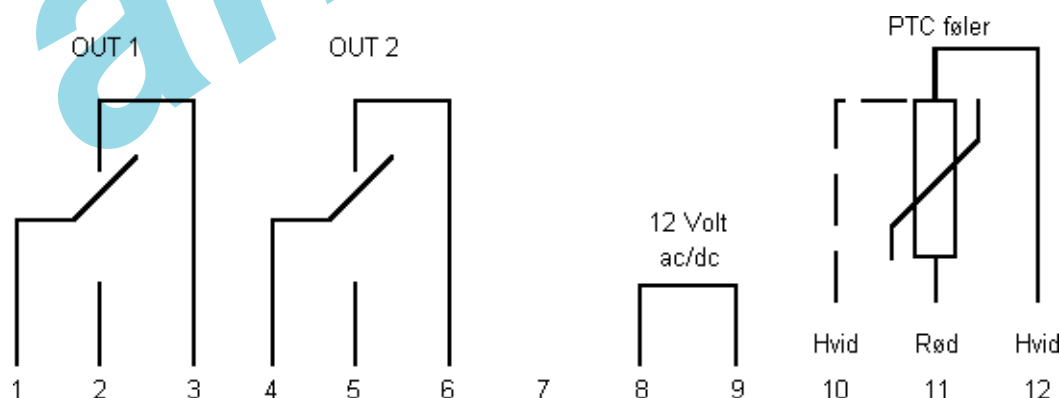 PTC føler
OUT 1
OUT 2
12 Volt
ac/dc
Hvid Rød Hvid
1 2 3 4 5 6 7 8 9 10 11 12